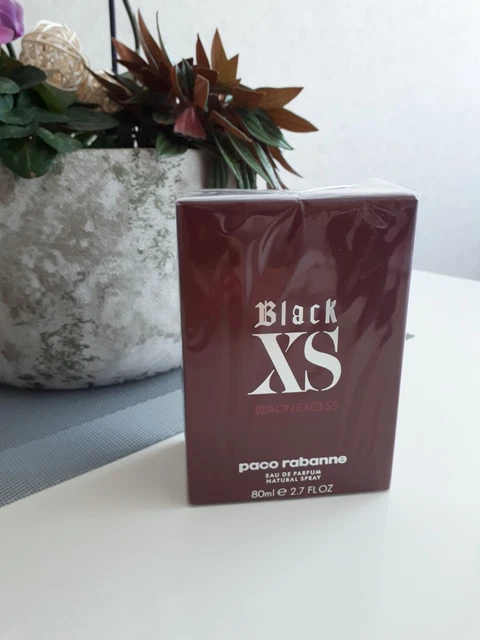 Black
XS
BLACK EXCESS
paco rabanne
EAU DE PARFUM
NATURAL SPRAY
80ml ℮ 2.7 FL OZ